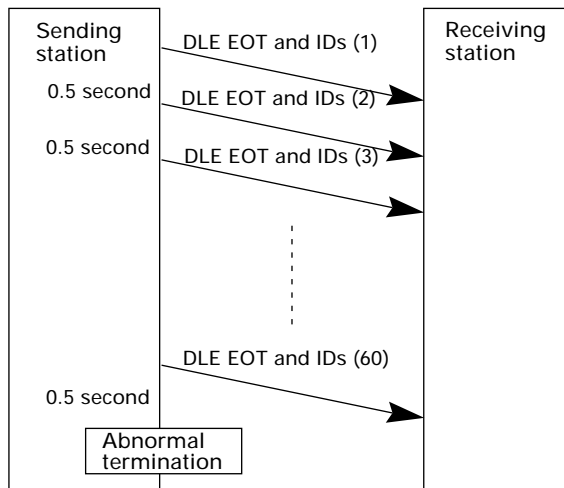 Sending
station
Receiving
station
DLE EOT and IDs (1)
0.5 second
DLE EOT and IDs (2)
0.5 second
DLE EOT and IDs (3)
DLE EOT and IDs (60)
0.5 second
Abnormal
termination